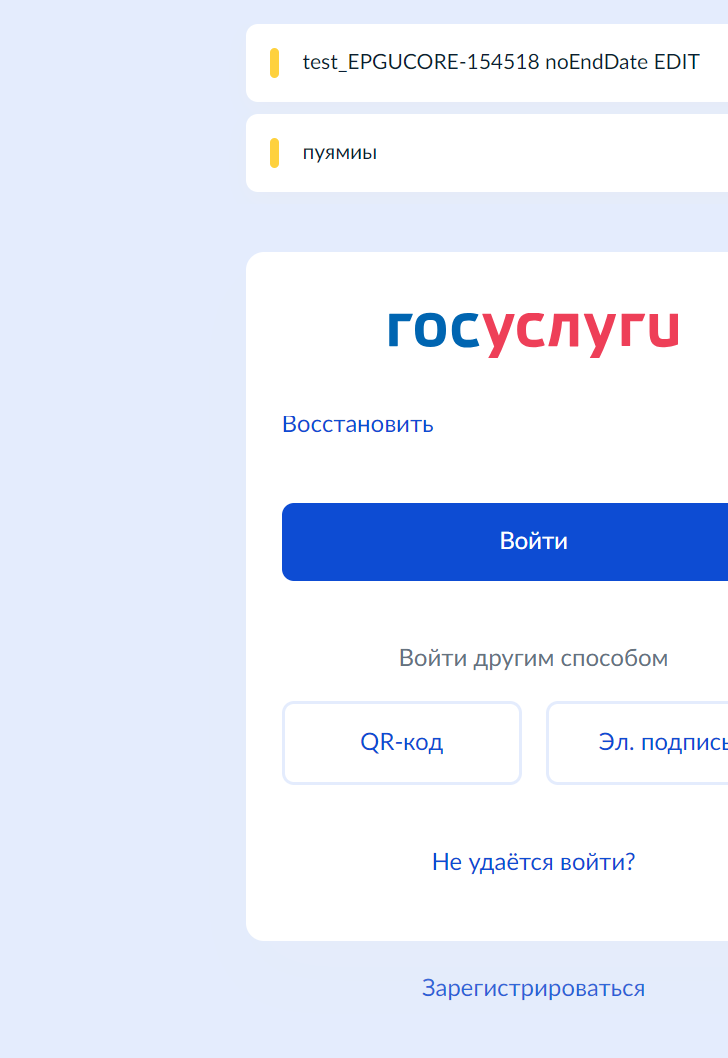 test_EPGUCORE-154518 noEndDate EDIT
пуямиы
госуслуги
Восстановить
Войти
Войти другим способом
QR-код
Эл. подпись
Не удаётся войти?
Зарегистрироваться